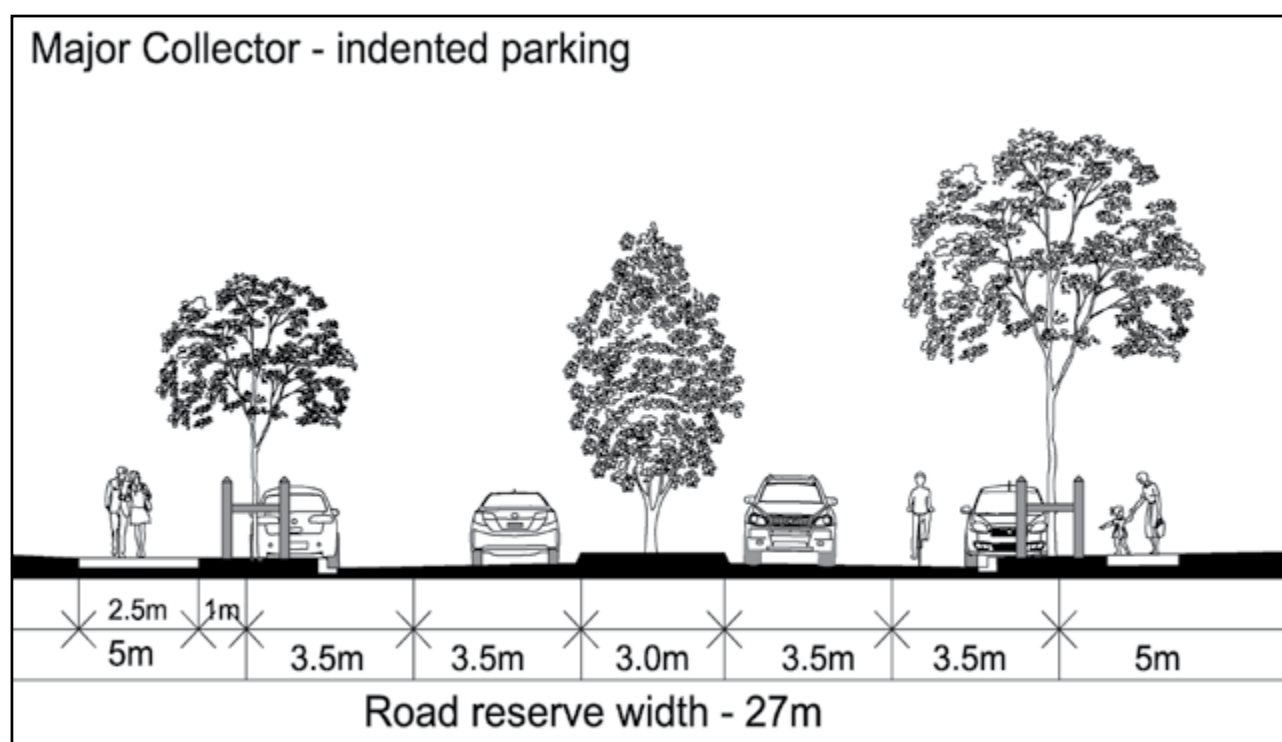 Major Collector - indented parking
2.5m 1m
5m 3.5m 3.5m 3.0m 3.5m 3.5m 5m
Road reserve width - 27m